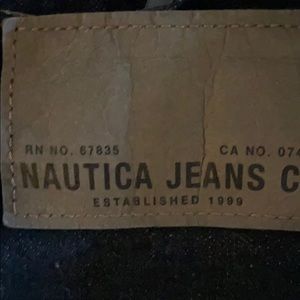 RN NO. 67835 CA NO. 074
NAUTICA JEANS C
ESTABLISHED 1999